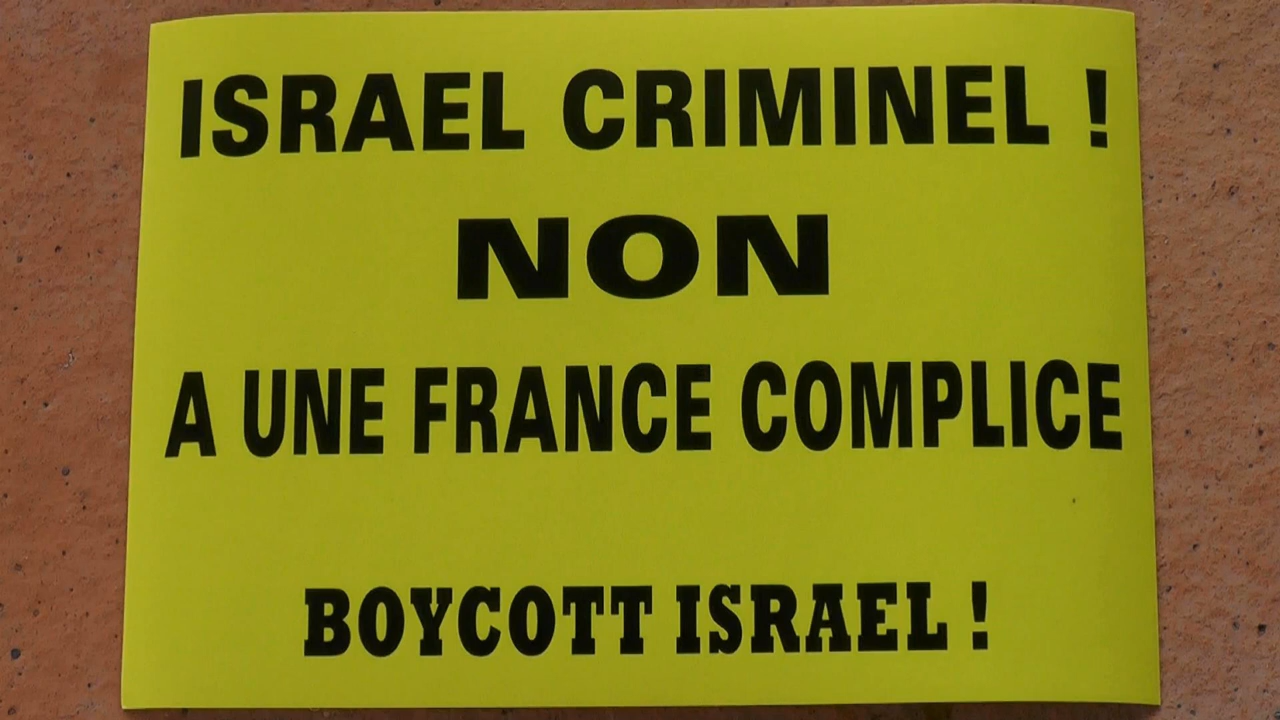 ISRAEL CRIMINEL !
NON
A UNE FRANCE COMPLICE
BOYCOTT ISRAEL !